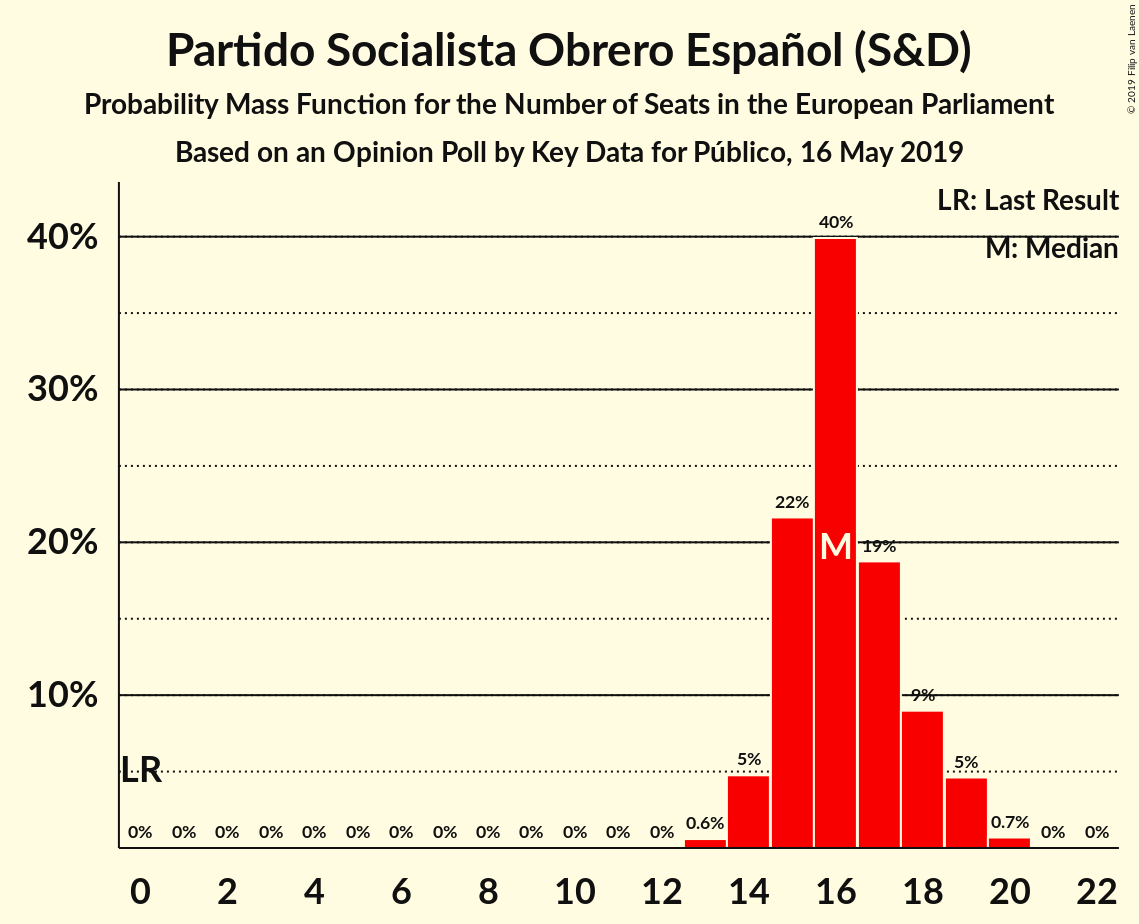 Partido Socialista Obrero Español (S&D)
Probability Mass Function for the Number of Seats in the European Parliament
Based on an Opinion Poll by Key Data for Público, 16 May 2019
© 2019 Filip van Laenen
LR: Last Result
M: Median
40%
30%
20%
10%
LR
M
0% 0% 0% 0% 0% 0% 0% 0% 0% 0% 0% 0% 0% 0.6% 5% 22% 40% 19% 9% 5% 0.7% 0% 0%
0 2 4 6 8 10 12 14 16 18 20 22